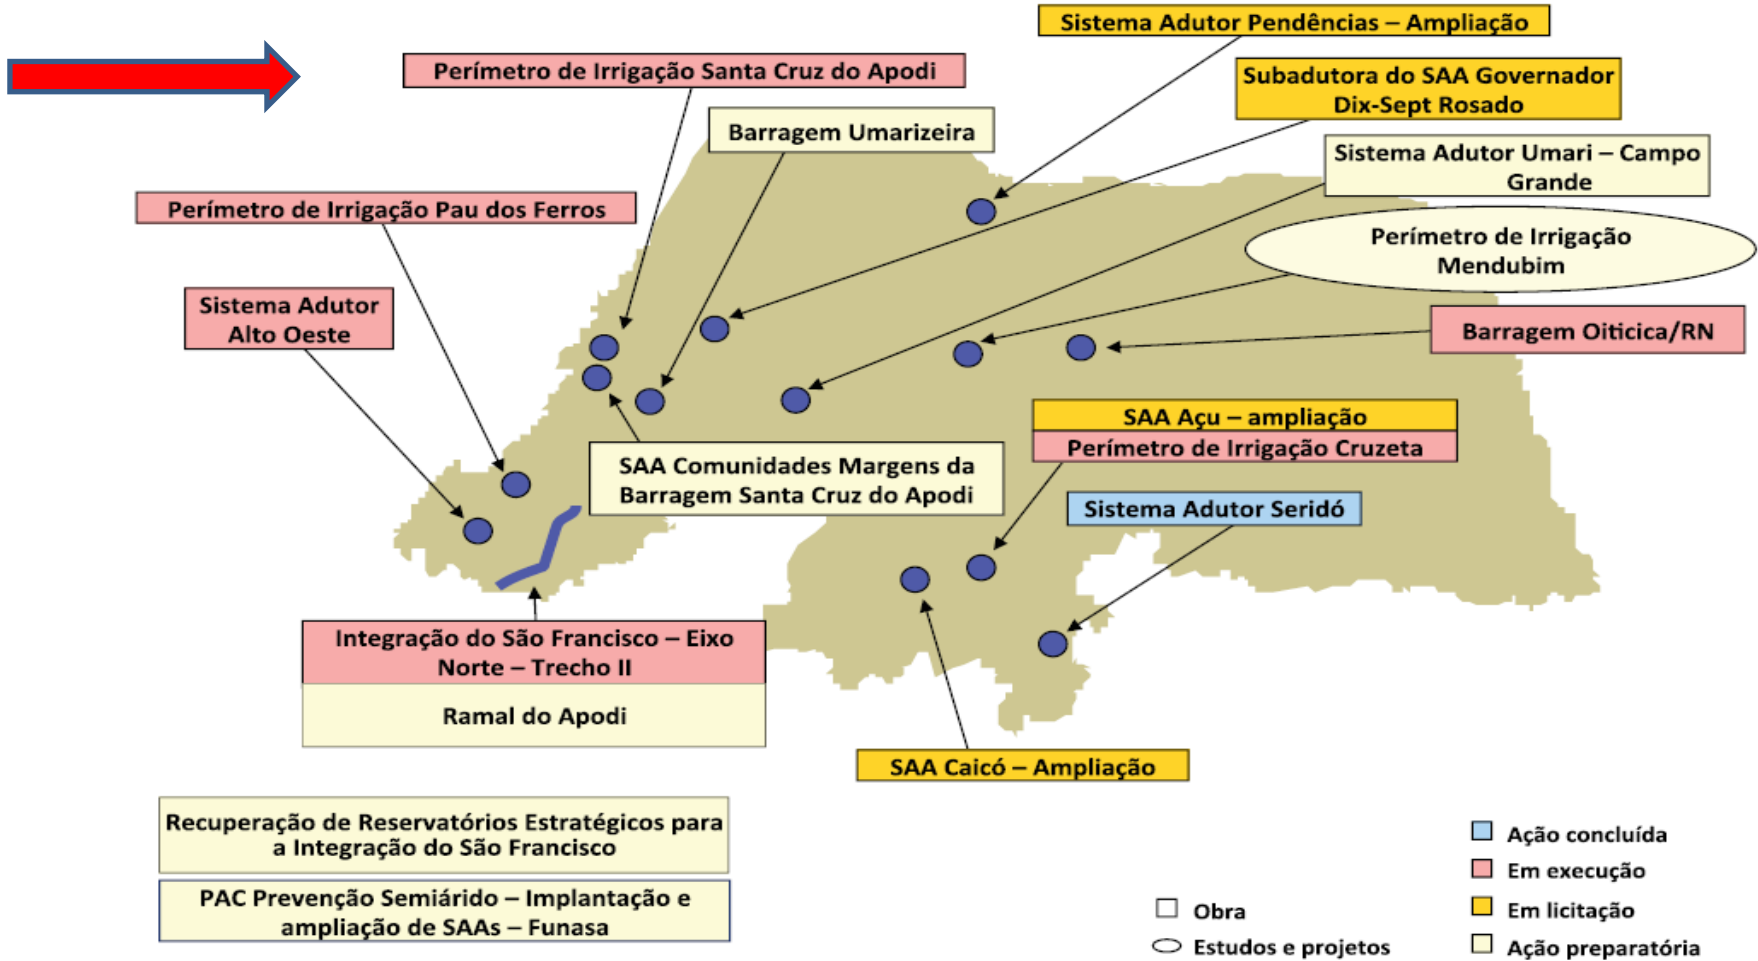 Sistema Adutor Pendências – Ampliação
Perímetro de Irrigação Santa Cruz do Apodi
Subadutora do SAA Governador
Dix-Sept Rosado
Barragem Umarizeira
Sistema Adutor Umari – Campo
Grande
Perímetro de Irrigação Pau dos Ferros
Perímetro de Irrigação
Mendubim
Sistema Adutor
Alto Oeste
Barragem Oiticica/RN
SAA Açu – ampliação
Perímetro de Irrigação Cruzeta
SAA Comunidades Margens da
Barragem Santa Cruz do Apodi
Sistema Adutor Seridó
Integração do São Francisco – Eixo
Norte – Trecho II
Ramal do Apodi
SAA Caicó – Ampliação
Recuperação de Reservatórios Estratégicos para
a Integração do São Francisco
PAC Prevenção Semiárido – Implantação e
ampliação de SAAs – Funasa
Obra
Estudos e projetos
Ação concluída
Em execução
Em licitação
Ação preparatória